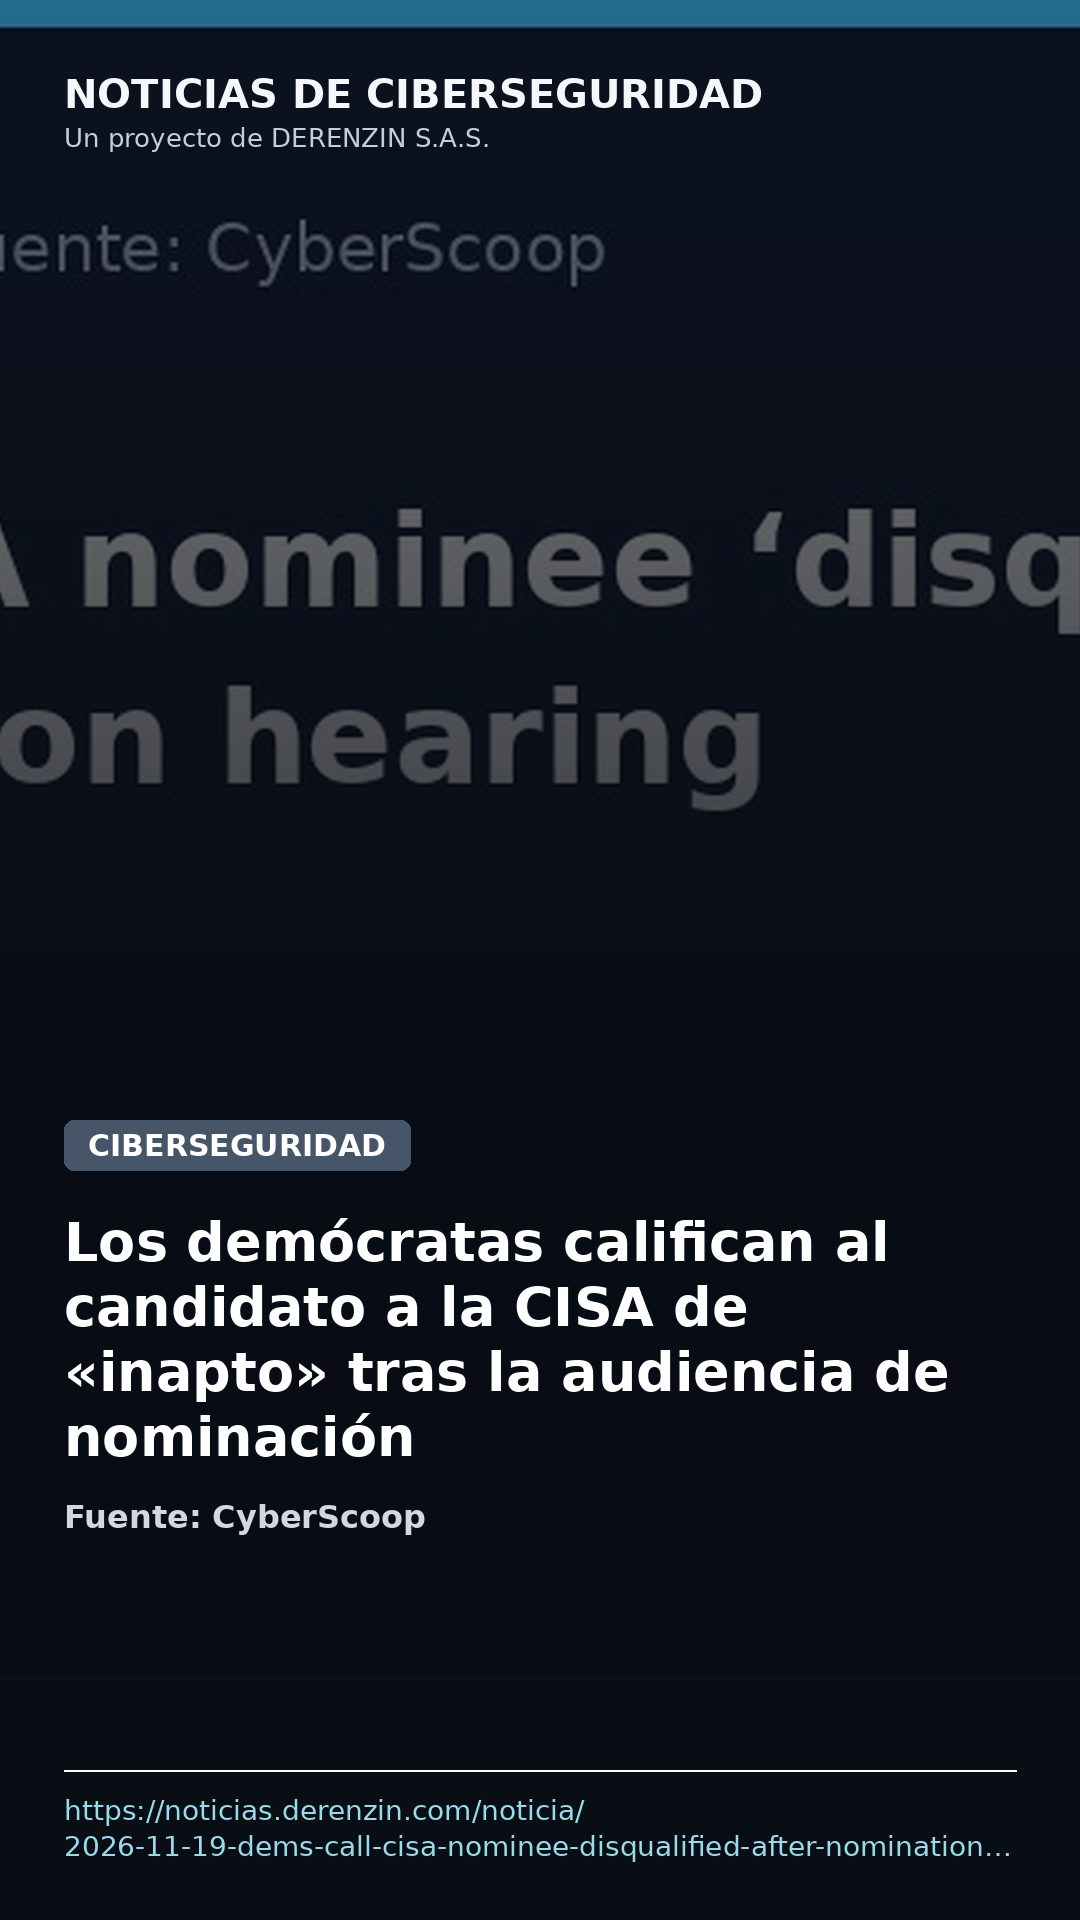 NOTICIAS DE CIBERSEGURIDAD
Un proyecto de DERENZIN S.A.S.
uente: CyberScoop
A nominee ‘disq
on hearing
CIBERSEGURIDAD
Los demócratas califican al
candidato a la CISA de
«inapto» tras la audiencia de
nominación
Fuente: CyberScoop
https://noticias.derenzin.com/noticia/
2026-11-19-dems-call-cisa-nominee-disqualified-after-nomination…